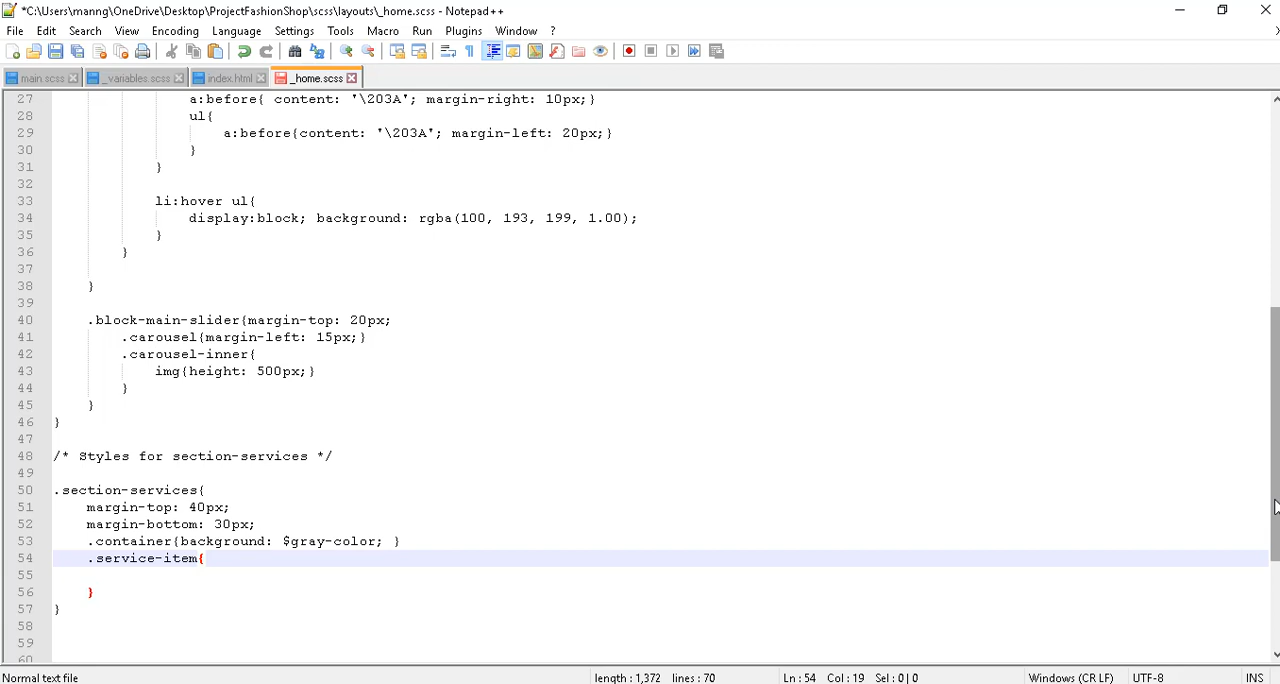 *C:\Users\manng\OneDrive\Desktop\ProjectFashionShop\scss\layouts\_home.scss - Notepad++
File Edit Search View Encoding Language Settings Tools Macro Run Plugins Window ?
main.scss _variables.scss index.html _home.scss
27 a:before{ content: '\203A'; margin-right: 10px;}
28 ul{
29 a:before{content: '\203A'; margin-left: 20px;}
30 }
31 }
32
33 li:hover ul{
34 display:block; background: rgba(100, 193, 199, 1.00);
35 }
36 }
37
38 }
39
40 .block-main-slider{margin-top: 20px;
41 .carousel{margin-left: 15px;}
42 .carousel-inner{
43 img{height: 500px;}
44 }
45 }
46 }
47
48 /* Styles for section-services */
49
50 .section-services{
51 margin-top: 40px;
52 margin-bottom: 30px;
53 .container{background: $gray-color; }
54 .service-item{
55
56 }
57 }
58
59
60
Normal text file length : 1,372 lines : 70 Ln : 54 Col : 19 Sel : 0 | 0 Windows (CR LF) UTF-8 INS